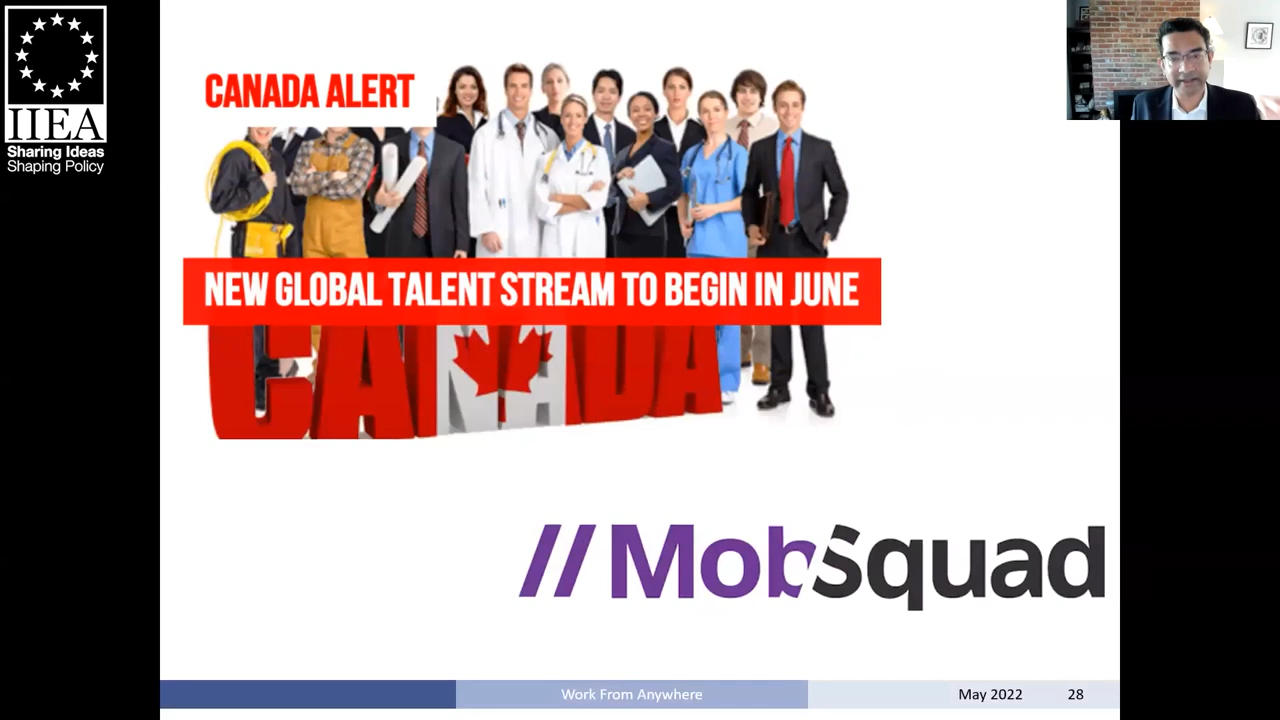 IIEA
Sharing Ideas
Shaping Policy
CANADA ALERT
NEW GLOBAL TALENT STREAM TO BEGIN IN JUNE
CANADA
//MobSquad
Work From Anywhere
May 2022
28